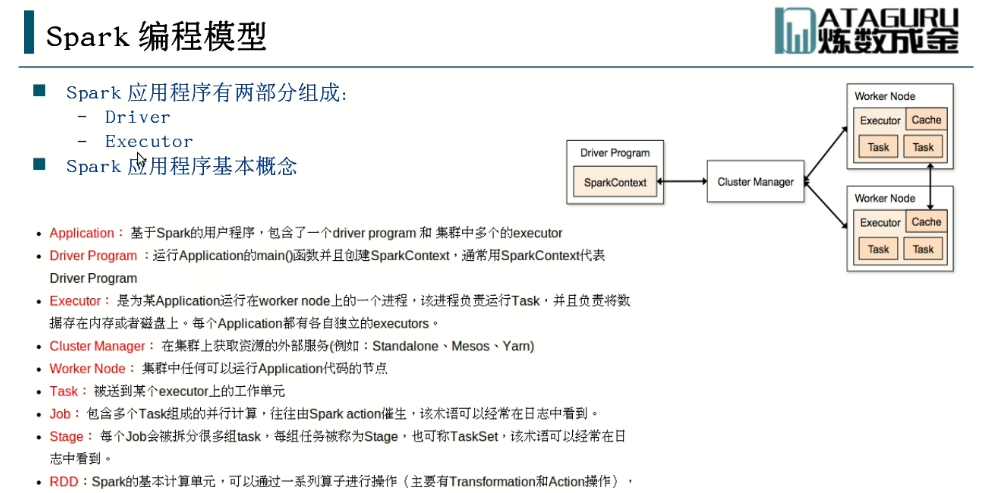 Spark 编程模型
DATAGURU
炼数成金
Spark 应用程序有两部分组成:
- Driver
- Executor
Spark 应用程序基本概念
Driver Program
SparkContext
Cluster Manager
Worker Node
Executor
Cache
Task
Task
Worker Node
Executor
Cache
Task
Task
• Application： 基于Spark的用户程序，包含了一个driver program 和 集群中多个的executor
• Driver Program ：运行Application的main()函数并且创建SparkContext，通常用SparkContext代表
Driver Program
• Executor： 是为某Application运行在worker node上的一个进程，该进程负责运行Task，并且负责将数
据存在内存或者磁盘上。每个Application都有各自独立的executors。
• Cluster Manager： 在集群上获取资源的外部服务(例如：Standalone、Mesos、Yarn)
• Worker Node： 集群中任何可以运行Application代码的节点
• Task： 被送到某个executor上的工作单元
• Job： 包含多个Task组成的并行计算，往往由Spark action催生，该术语可以经常在日志中看到。
• Stage： 每个Job会被拆分很多组task，每组任务被称为Stage，也可称TaskSet，该术语可以经常在日
志中看到。
• RDD：Spark的基本计算单元，可以通过一系列算子进行操作（主要有Transformation和Action操作），